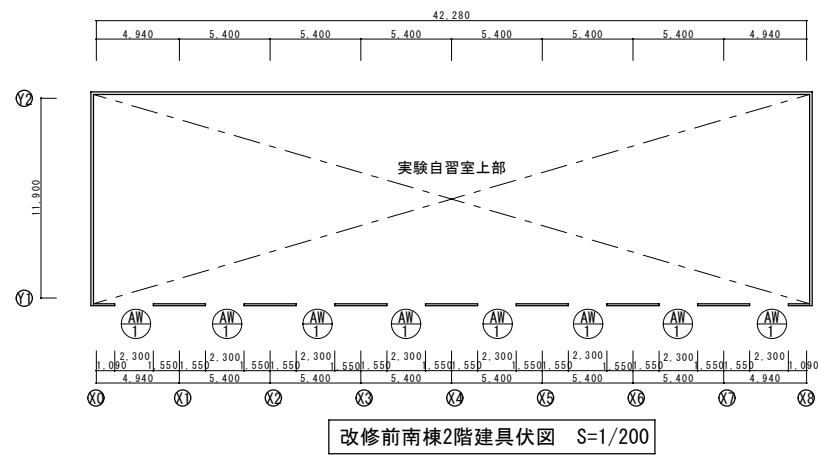 42,280
4,940 5,400 5,400 5,400 5,400 5,400 5,400 4,940
Y2
実験自習室上部
11,900
Y1
AW AW AW AW AW AW AW AW
1 1 1 1 1 1 1 1
2,300 2,300 2,300 2,300 2,300 2,300 2,300 2,300
1,090 1,550 1,550 1,550 1,550 1,550 1,550 1,550 1,550 1,550 1,550 1,550 1,550 1,550 1,550 1,090
4,940 5,400 5,400 5,400 5,400 5,400 5,400 4,940
X0 X1 X2 X3 X4 X5 X6 X7 X8
改修前南棟2階建具伏図 S=1/200